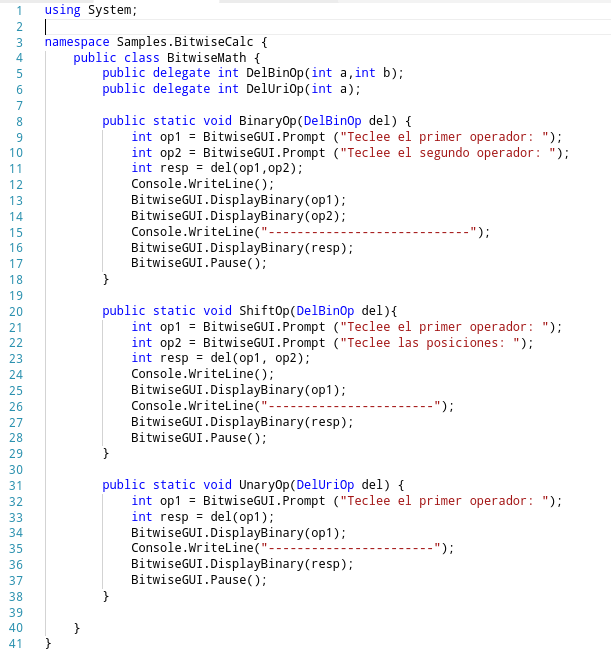 1 using System;
2
3 namespace Samples.BitwiseCalc {
4 public class BitwiseMath {
5 public delegate int DelBinOp(int a,int b);
6 public delegate int DelUriOp(int a);
7
8 public static void BinaryOp(DelBinOp del) {
9 int op1 = BitwiseGUI.Prompt ("Teclee el primer operador: ");
10 int op2 = BitwiseGUI.Prompt ("Teclee el segundo operador: ");
11 int resp = del(op1,op2);
12 Console.WriteLine();
13 BitwiseGUI.DisplayBinary(op1);
14 BitwiseGUI.DisplayBinary(op2);
15 Console.WriteLine("----------------------------");
16 BitwiseGUI.DisplayBinary(resp);
17 BitwiseGUI.Pause();
18 }
19
20 public static void ShiftOp(DelBinOp del){
21 int op1 = BitwiseGUI.Prompt ("Teclee el primer operador: ");
22 int op2 = BitwiseGUI.Prompt ("Teclee las posiciones: ");
23 int resp = del(op1, op2);
24 Console.WriteLine();
25 BitwiseGUI.DisplayBinary(op1);
26 Console.WriteLine("-----------------------");
27 BitwiseGUI.DisplayBinary(resp);
28 BitwiseGUI.Pause();
29 }
30
31 public static void UnaryOp(DelUriOp del) {
32 int op1 = BitwiseGUI.Prompt ("Teclee el primer operador: ");
33 int resp = del(op1);
34 BitwiseGUI.DisplayBinary(op1);
35 Console.WriteLine("-----------------------");
36 BitwiseGUI.DisplayBinary(resp);
37 BitwiseGUI.Pause();
38 }
39
40 }
41 }